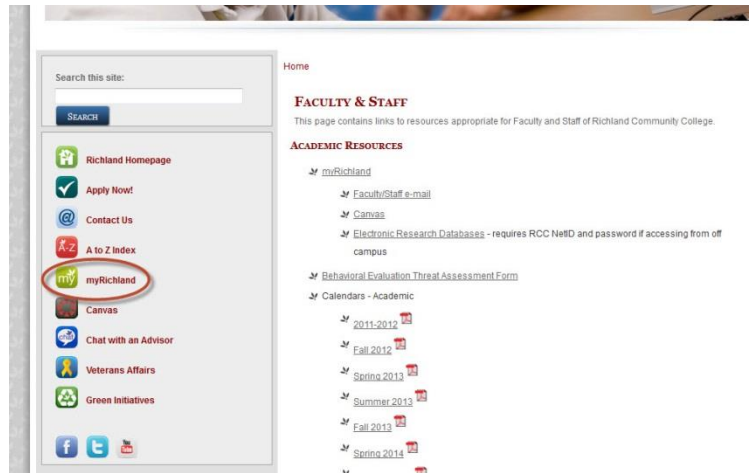 Search this site:
SEARCH
Richland Homepage
Apply Now!
@
Contact Us
A-Z
A to Z Index
my
myRichland
Canvas
chat
Chat with an Advisor
Veterans Affairs
Green Initiatives
f
t
You
Home
FACULTY & STAFF
This page contains links to resources appropriate for Faculty and Staff of Richland Community College.
ACADEMIC RESOURCES
myRichland
Faculty/Staff e-mail
Canvas
Electronic Research Databases - requires RCC NetID and password if accessing from off
campus
Behavioral Evaluation Threat Assessment Form
Calendars - Academic
2011-2012
Fall 2012
Spring 2013
Summer 2013
Fall 2013
Spring 2014